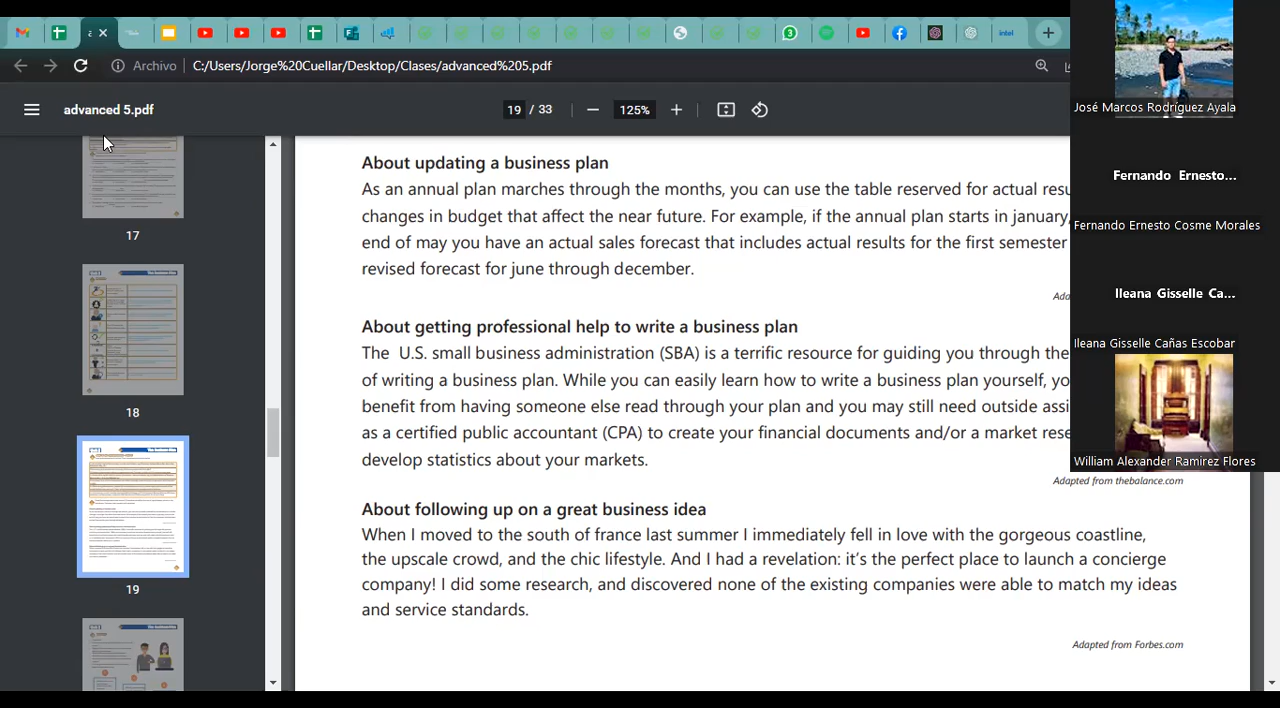 a
3
intel
Archivo
C:/Users/Jorge%20Cuellar/Desktop/Clases/advanced%205.pdf
advanced 5.pdf
19 / 33
125%
17
18
19
About updating a business plan
As an annual plan marches through the months, you can use the table reserved for actual resu
changes in budget that affect the near future. For example, if the annual plan starts in january,
end of may you have an actual sales forecast that includes actual results for the first semester
revised forecast for june through december.
Ada
About getting professional help to write a business plan
The U.S. small business administration (SBA) is a terrific resource for guiding you through the
of writing a business plan. While you can easily learn how to write a business plan yourself, yo
benefit from having someone else read through your plan and you may still need outside assi
as a certified public accountant (CPA) to create your financial documents and/or a market rese
develop statistics about your markets.
Adapted from thebalance.com
About following up on a great business idea
When I moved to the south of france last summer I immediately fell in love with the gorgeous coastline,
the upscale crowd, and the chic lifestyle. And I had a revelation: it's the perfect place to launch a concierge
company! I did some research, and discovered none of the existing companies were able to match my ideas
and service standards.
Adapted from Forbes.com
José Marcos Rodríguez Ayala
Fernando Ernesto...
Fernando Ernesto Cosme Morales
Ileana Gisselle Ca...
Ileana Gisselle Cañas Escobar
William Alexander Ramirez Flores